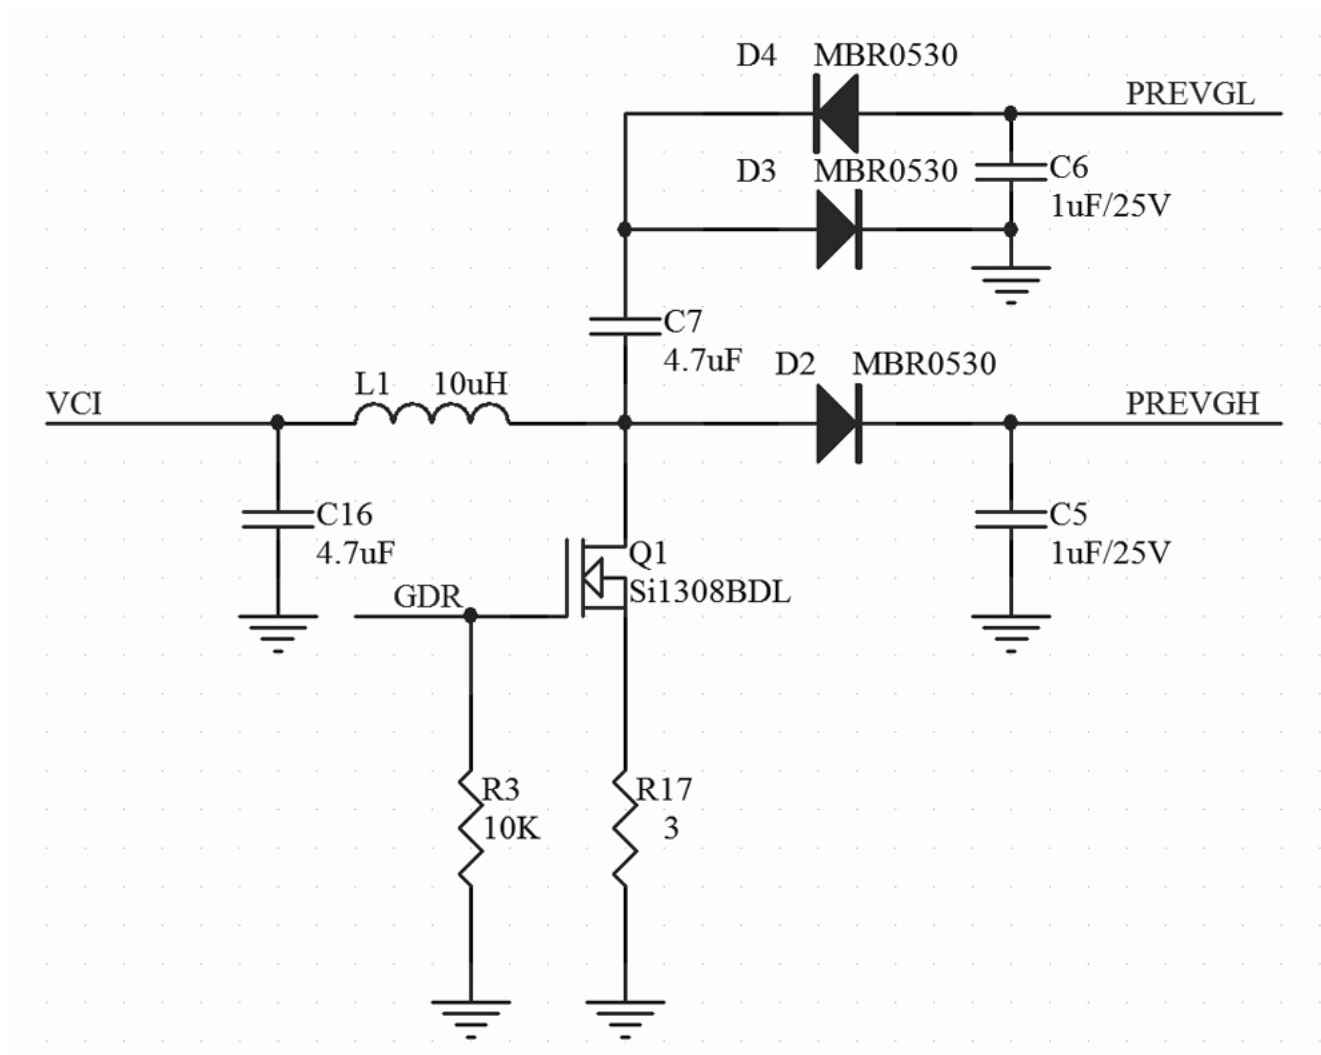 D4 MBR0530
PREVGL
D3 MBR0530
C6
1uF/25V
C7
4.7uF
D2 MBR0530
L1 10uH
VCI
PREVGH
C16
4.7uF
C5
1uF/25V
Q1
Si1308BDL
GDR
R3
10K
R17
3